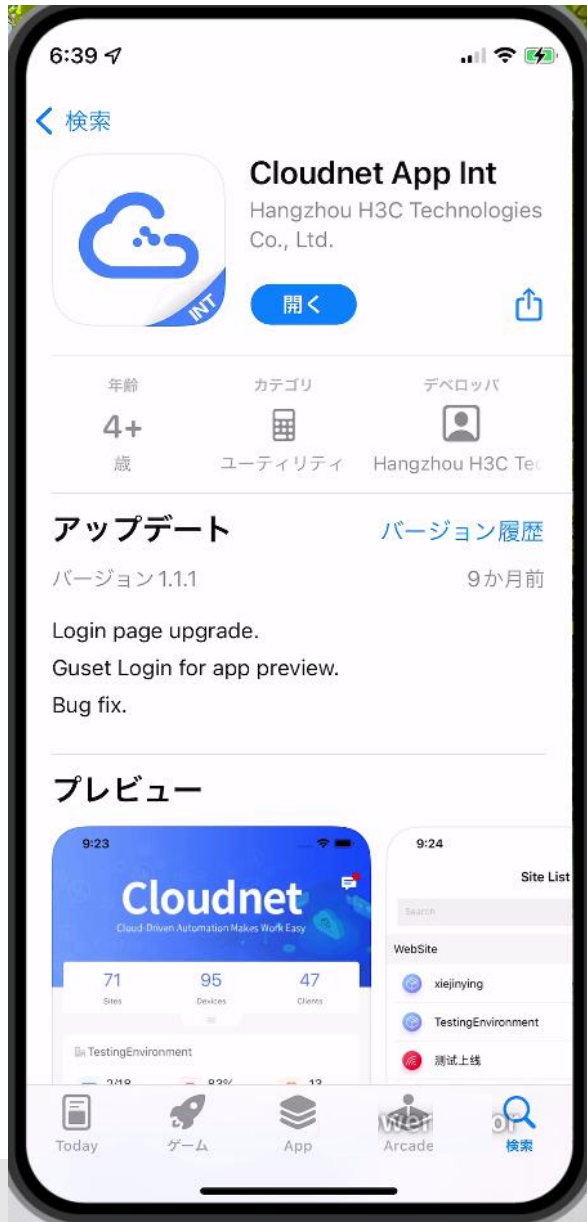 6:39
検索
Cloudnet App Int
Hangzhou H3C Technologies
Co., Ltd.
INT
開く
年齢
カテゴリ
デベロッパ
4+
歳
ユーティリティ
Hangzhou H3C Tec
アップデート
バージョン履歴
バージョン 1.1.1
9か月前
Login page upgrade.
Guset Login for app preview.
Bug fix.
プレビュー
9:23
Cloudnet
Cloud-Driven Automation Makes Work Easy
71
95
47
Sites
Devices
Clients
TestingEnvironment
2/18
83%
13
9:24
Site List
Search
WebSite
xiejinying
TestingEnvironment
测试上线
Today
ゲーム
App
Arcade
検索